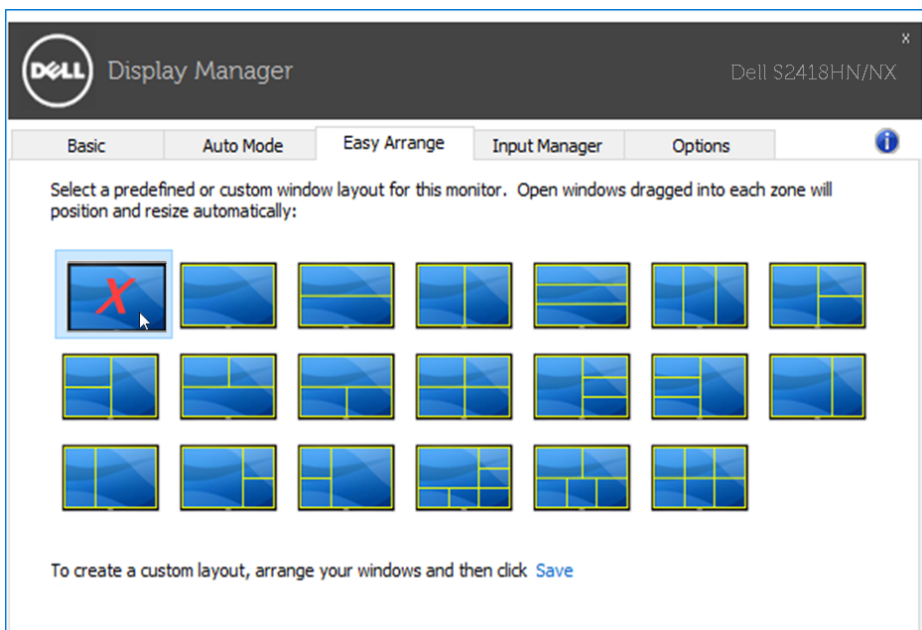 x
DELL
Display Manager
Dell S2418HN/NX
Basic
Auto Mode
Easy Arrange
Input Manager
Options
i
Select a predefined or custom window layout for this monitor. Open windows dragged into each zone will
position and resize automatically:
X
To create a custom layout, arrange your windows and then click Save